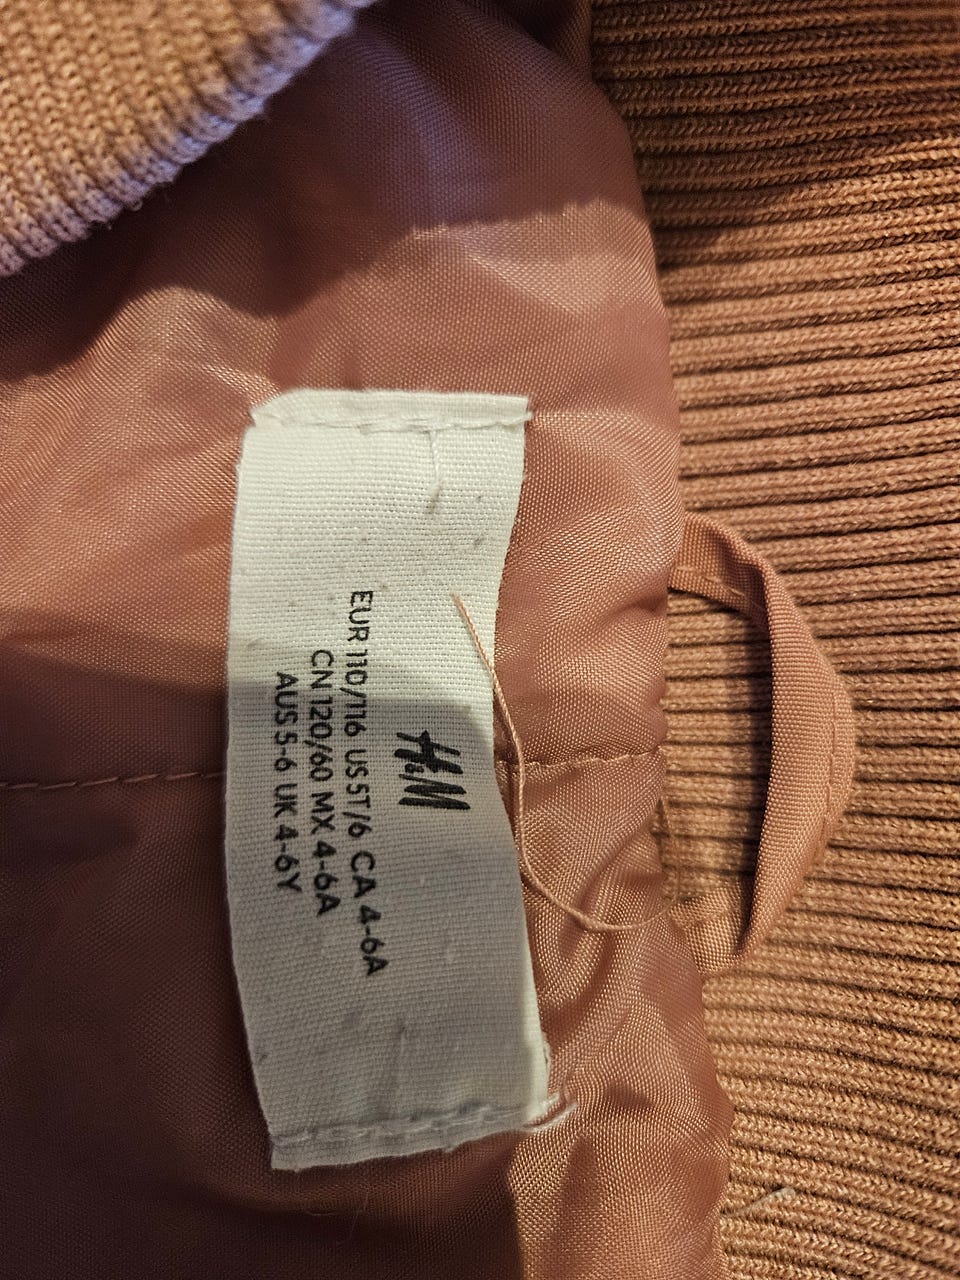 H&M
EUR 110/116 US 5T/6 CA 4-6A
CN 120/60 MX 4-6A
AUS 5-6 UK 4-6Y